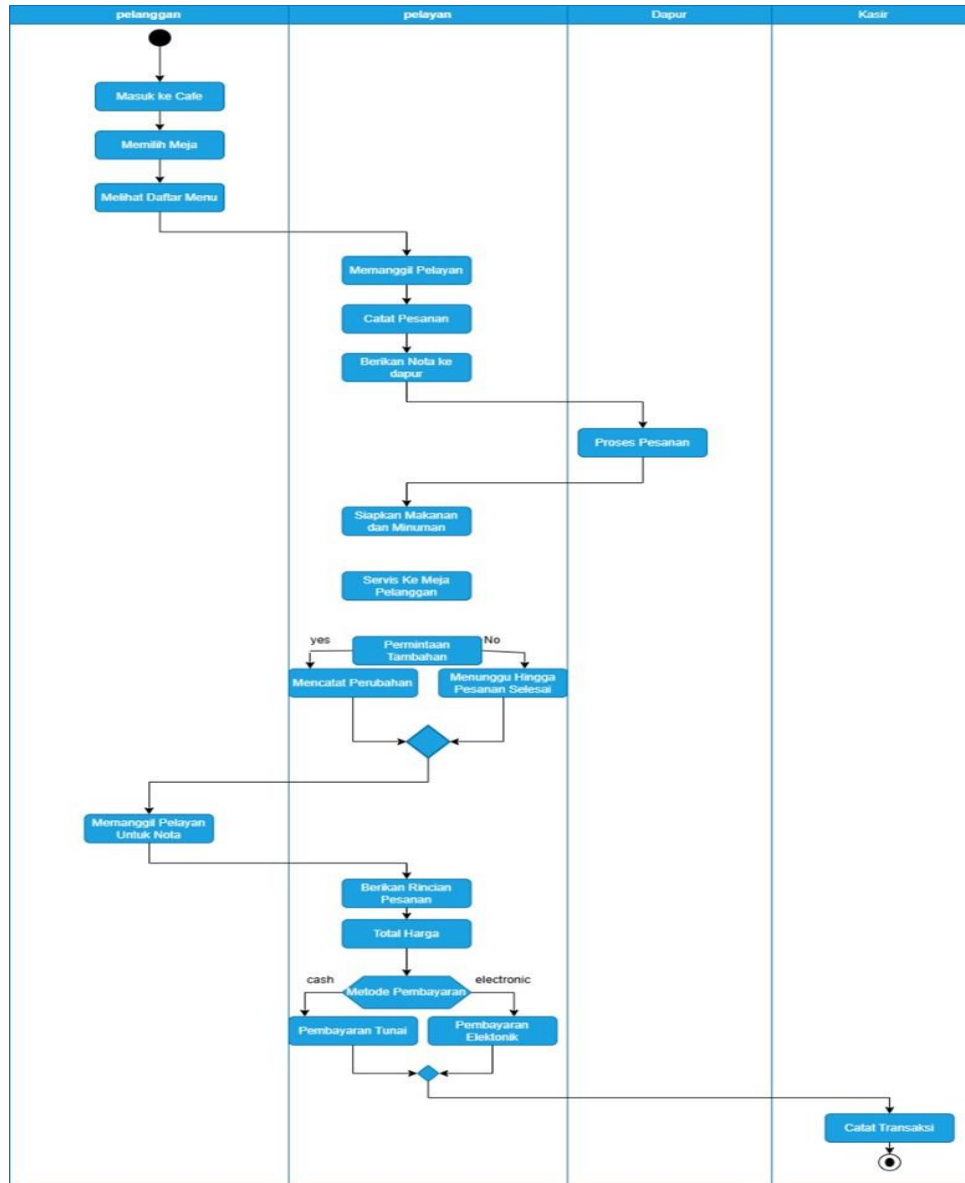 pelanggan
pelayan
Dapur
Kasir
Masuk ke Cafe
Memilih Meja
Melihat Daftar Menu
Memanggil Pelayan
Catat Pesanan
Berikan Nota ke
dapur
Proses Pesanan
Siapkan Makanan
dan Minuman
Servis Ke Meja
Pelanggan
yes
Permintaan
Tambahan
No
Mencatat Perubahan
Menunggu Hingga
Pesanan Selesai
Memanggil Pelayan
Untuk Nota
Berikan Rincian
Pesanan
Total Harga
cash
Metode Pembayaran
electronic
Pembayaran Tunai
Pembayaran
Elektonik
Catat Transaksi